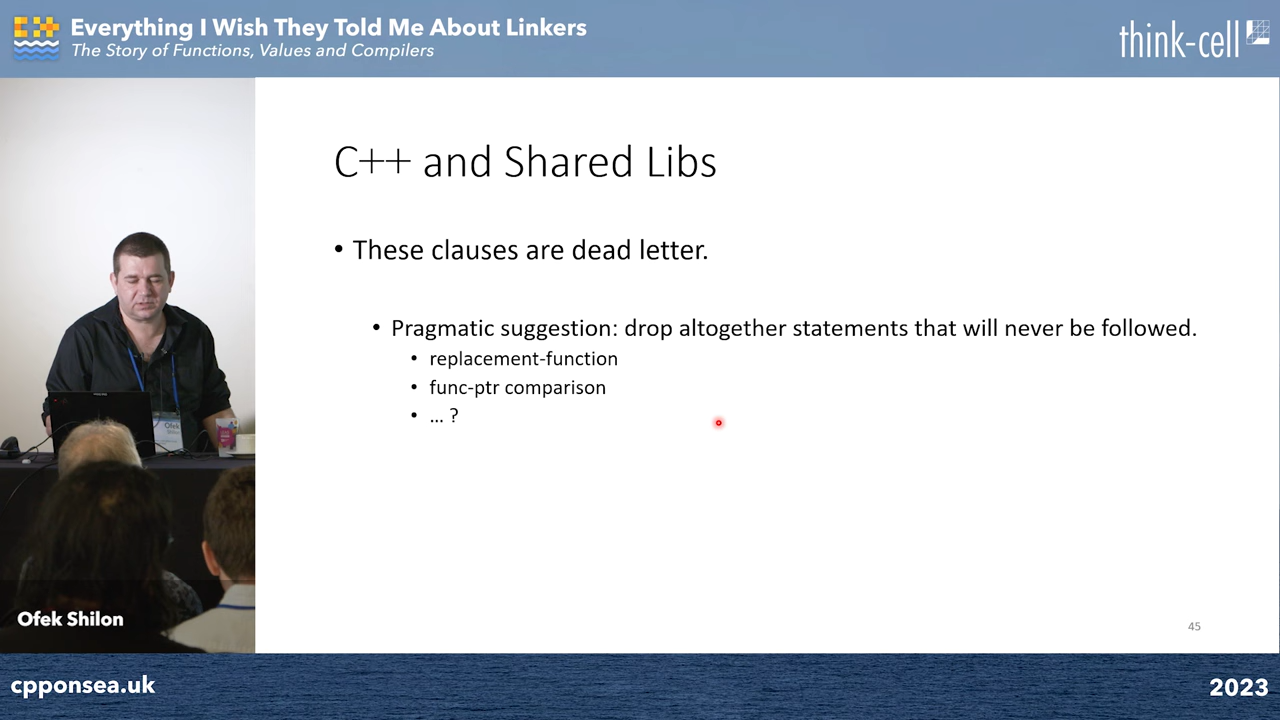 Everything I Wish They Told Me About Linkers
The Story of Functions, Values and Compilers
think-cell
C++ and Shared Libs
• These clauses are dead letter.
• Pragmatic suggestion: drop altogether statements that will never be followed.
• replacement-function
• func-ptr comparison
• … ?
Ofek
Ofek Shilon
45
cpponsea.uk
2023